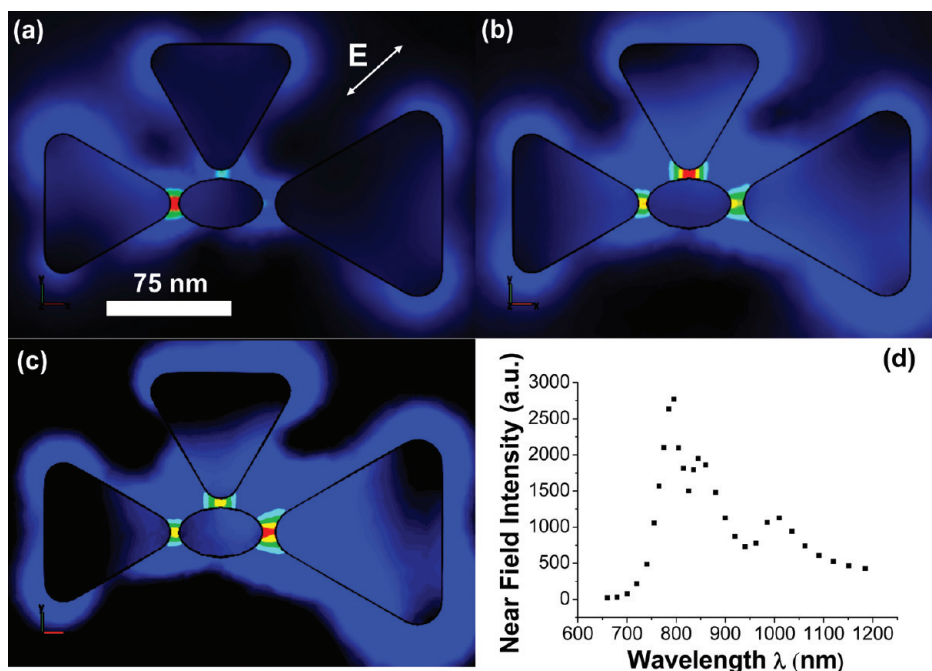 (a)
E
75 nm
(b)
(c)
(d)
Near Field Intensity (a.u.)
3000
2500
2000
1500
1000
500
0
600 700 800 900 1000 1100 1200
Wavelength λ (nm)